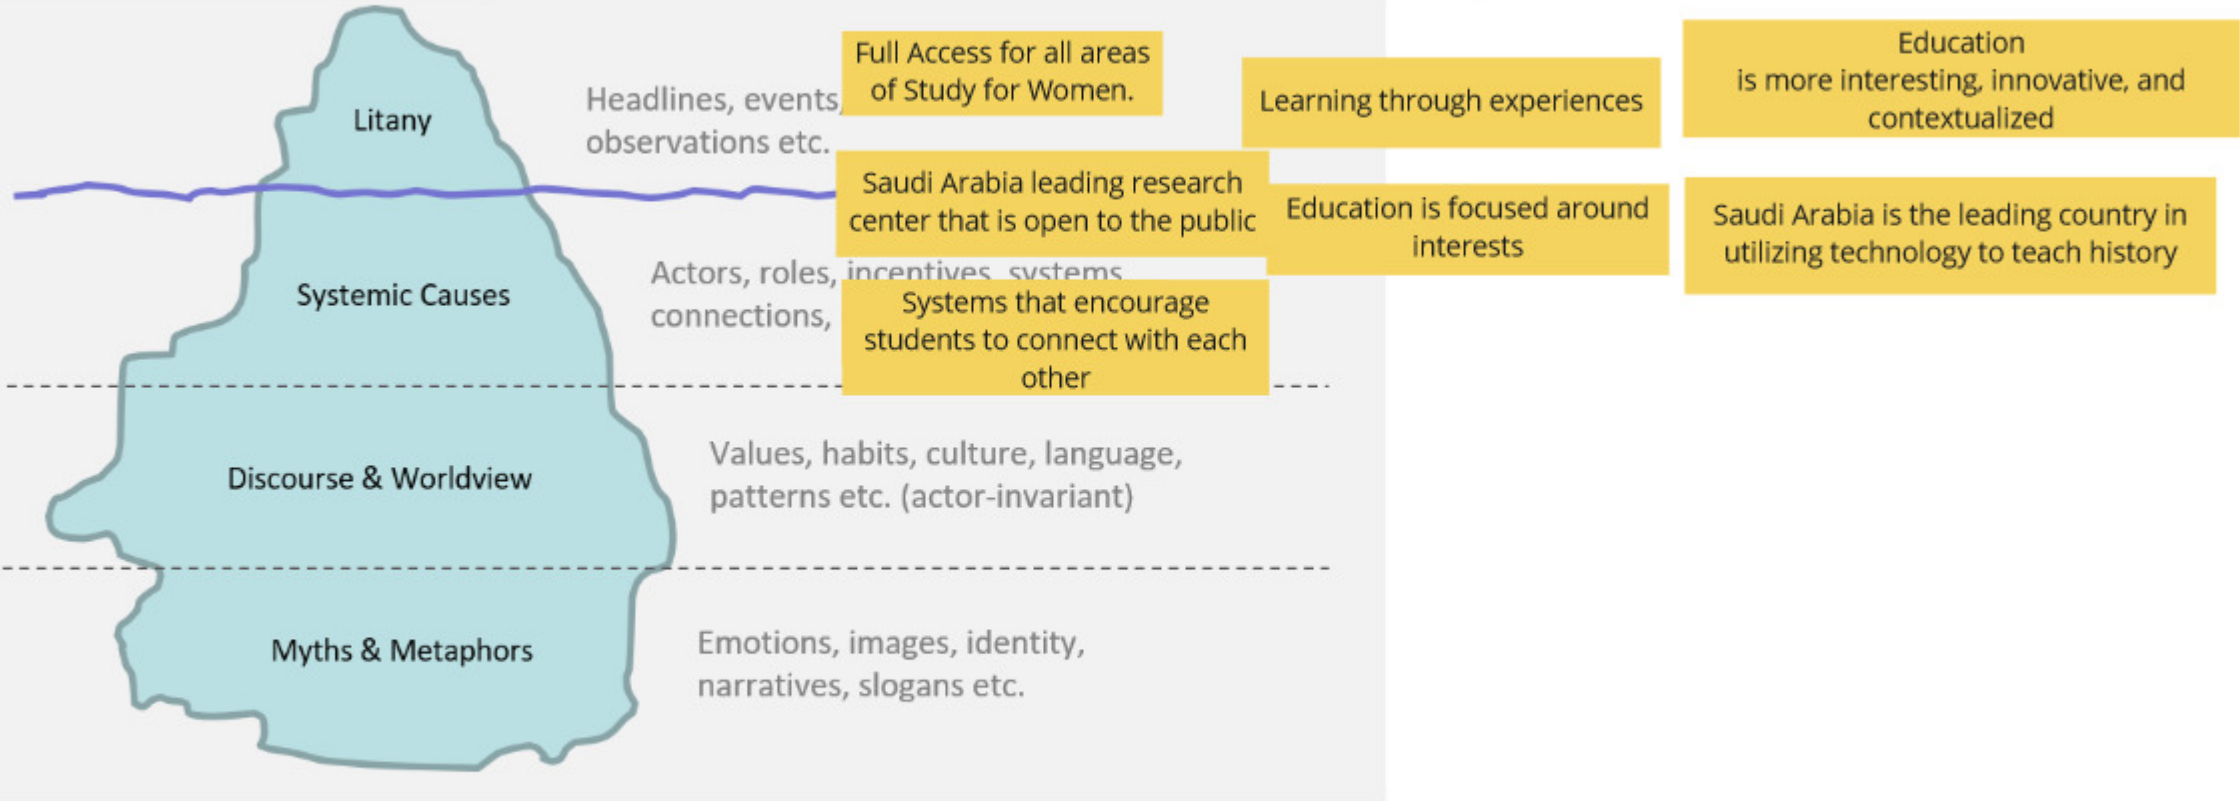 Litany
Headlines, events,
observations etc.
Full Access for all areas
of Study for Women.
Learning through experiences
Education
is more interesting, innovative, and
contextualized
Saudi Arabia leading research
center that is open to the public
Education is focused around
interests
Saudi Arabia is the leading country in
utilizing technology to teach history
Systemic Causes
Actors, roles, incentives, systems
connections,
Systems that encourage
students to connect with each
other
Discourse & Worldview
Values, habits, culture, language,
patterns etc. (actor-invariant)
Myths & Metaphors
Emotions, images, identity,
narratives, slogans etc.